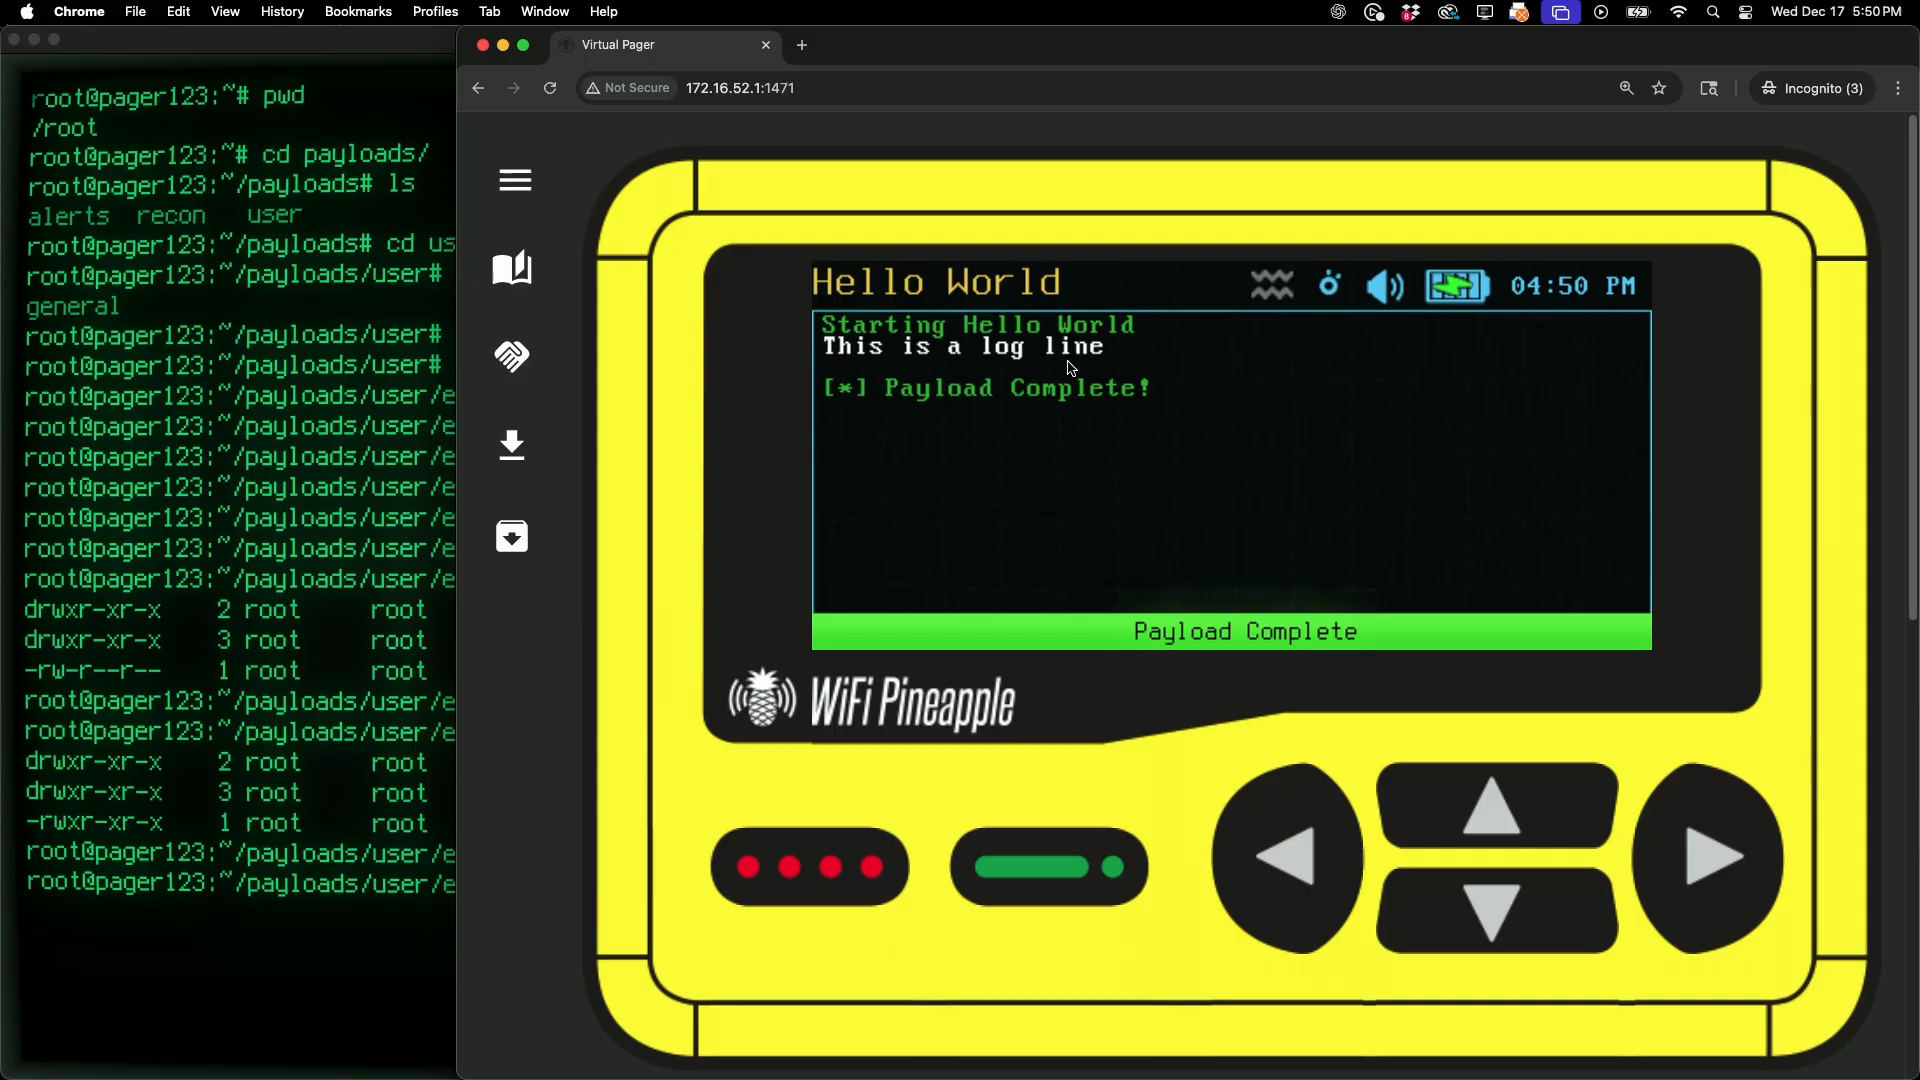 Chrome File Edit View History Bookmarks Profiles Tab Window Help
8
Wed Dec 17 5:50 PM
Virtual Pager
Not Secure 172.16.52.1:1471
Incognito (3)
root@pager123:~# pwd
/root
root@pager123:~# cd payloads/
root@pager123:~/payloads# ls
alerts recon user
root@pager123:~/payloads# cd us
root@pager123:~/payloads/user#
general
root@pager123:~/payloads/user#
root@pager123:~/payloads/user#
root@pager123:~/payloads/user/e
root@pager123:~/payloads/user/e
root@pager123:~/payloads/user/e
root@pager123:~/payloads/user/e
root@pager123:~/payloads/user/e
root@pager123:~/payloads/user/e
root@pager123:~/payloads/user/e
drwxr-xr-x 2 root root
drwxr-xr-x 3 root root
-rw-r--r-- 1 root root
root@pager123:~/payloads/user/e
root@pager123:~/payloads/user/e
drwxr-xr-x 2 root root
drwxr-xr-x 3 root root
-rwxr-xr-x 1 root root
root@pager123:~/payloads/user/e
root@pager123:~/payloads/user/e
Hello World
04:50 PM
Starting Hello World
This is a log line
[*] Payload Complete!
Payload Complete
WiFi Pineapple